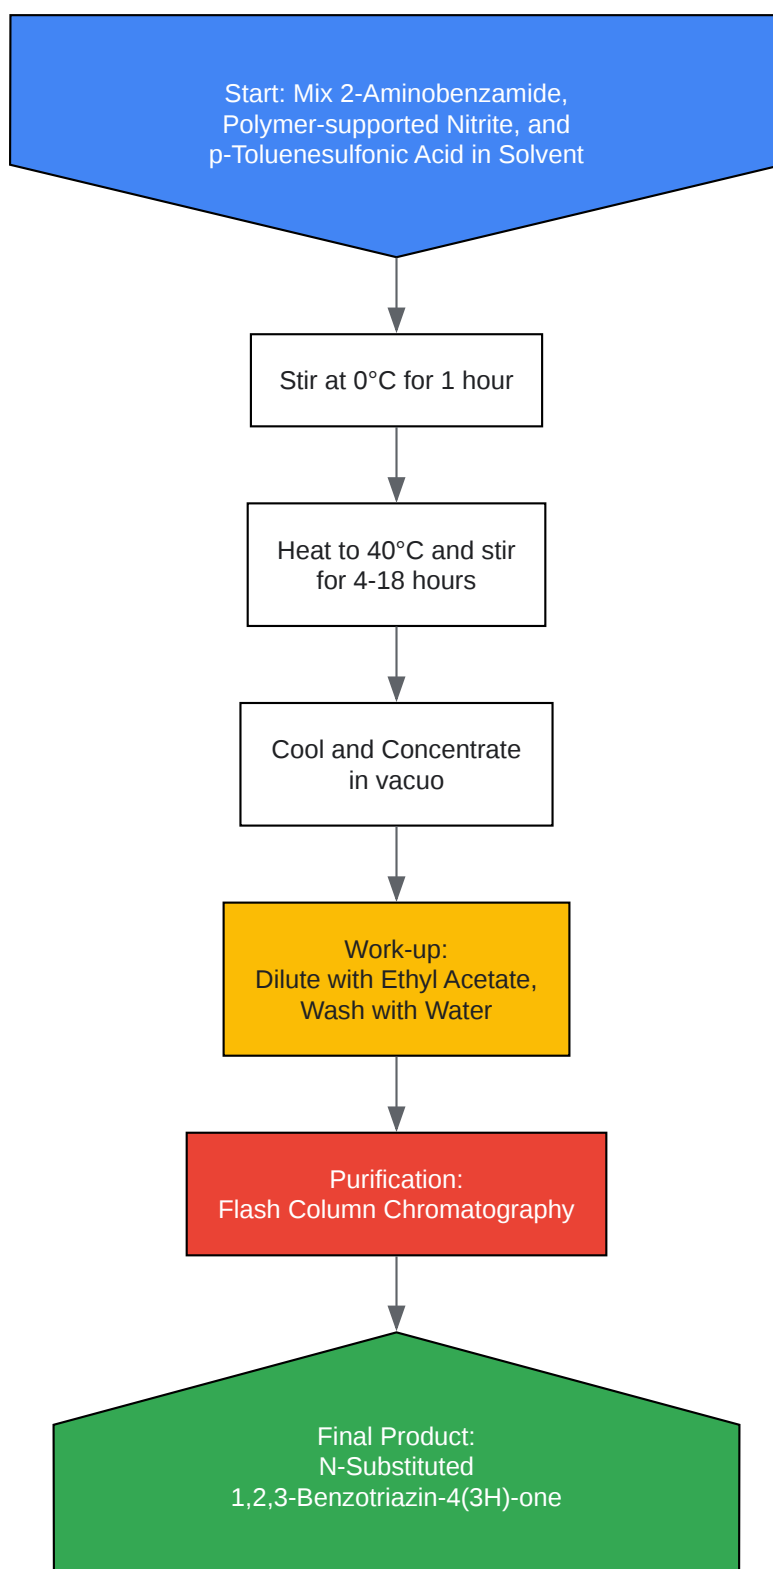 Start: Mix 2-Aminobenzamide,
Polymer-supported Nitrite, and
p-Toluenesulfonic Acid in Solvent
Stir at 0°C for 1 hour
Heat to 40°C and stir
for 4-18 hours
Cool and Concentrate
in vacuo
Work-up:
Dilute with Ethyl Acetate,
Wash with Water
Purification:
Flash Column Chromatography
Final Product:
N-Substituted
1,2,3-Benzotriazin-4(3H)-one